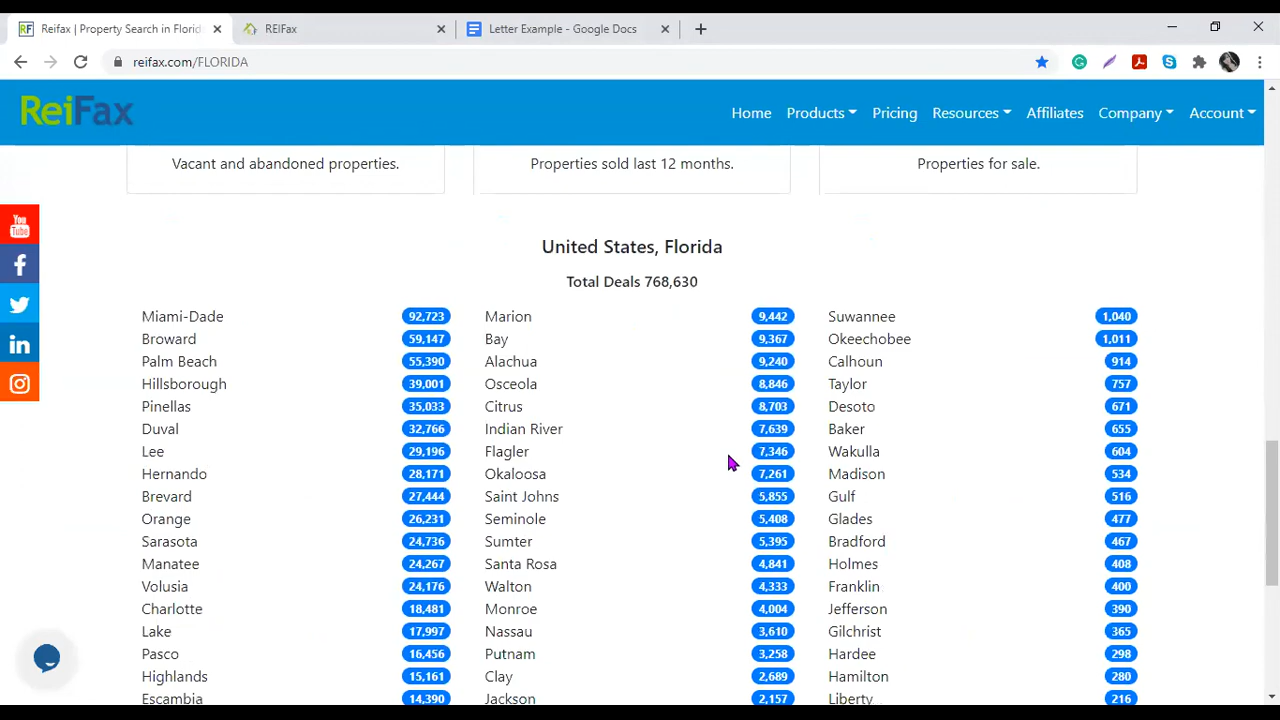 Reifax | Property Search in Florid
REIFax
Letter Example - Google Docs
reifax.com/FLORIDA
ReiFax
Home Products Pricing Resources Affiliates Company Account
Vacant and abandoned properties.
Properties sold last 12 months.
Properties for sale.
You Tube
United States, Florida
Total Deals 768,630
Miami-Dade 92,723
Broward 59,147
Palm Beach 55,390
Hillsborough 39,001
Pinellas 35,033
Duval 32,766
Lee 29,196
Hernando 28,171
Brevard 27,444
Orange 26,231
Sarasota 24,736
Manatee 24,267
Volusia 24,176
Charlotte 18,481
Lake 17,997
Pasco 16,456
Highlands 15,161
Escambia 14,390
Marion 9,442
Bay 9,367
Alachua 9,240
Osceola 8,846
Citrus 8,703
Indian River 7,639
Flagler 7,346
Okaloosa 7,261
Saint Johns 5,855
Seminole 5,408
Sumter 5,395
Santa Rosa 4,841
Walton 4,333
Monroe 4,004
Nassau 3,610
Putnam 3,258
Clay 2,689
Jackson 2,157
Suwannee 1,040
Okeechobee 1,011
Calhoun 914
Taylor 757
Desoto 671
Baker 655
Wakulla 604
Madison 534
Gulf 516
Glades 477
Bradford 467
Holmes 408
Franklin 400
Jefferson 390
Gilchrist 365
Hardee 298
Hamilton 280
Liberty 216